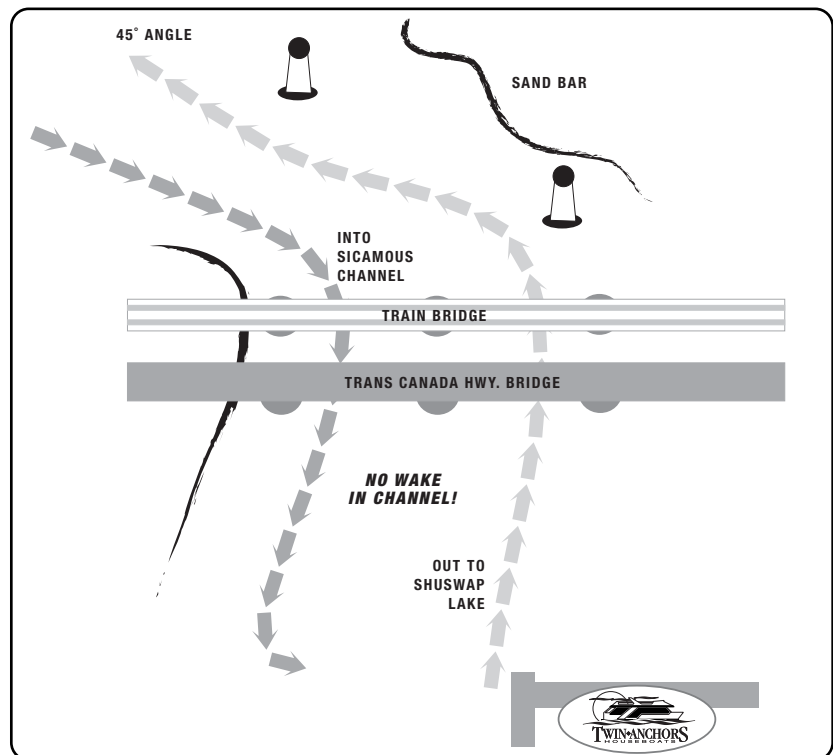 45° ANGLE
SAND BAR
INTO
SICAMOUS
CHANNEL
TRAIN BRIDGE
TRANS CANADA HWY. BRIDGE
NO WAKE
IN CHANNEL!
OUT TO
SHUSWAP
LAKE
TWIN•ANCHORS
HOUSEBOATS